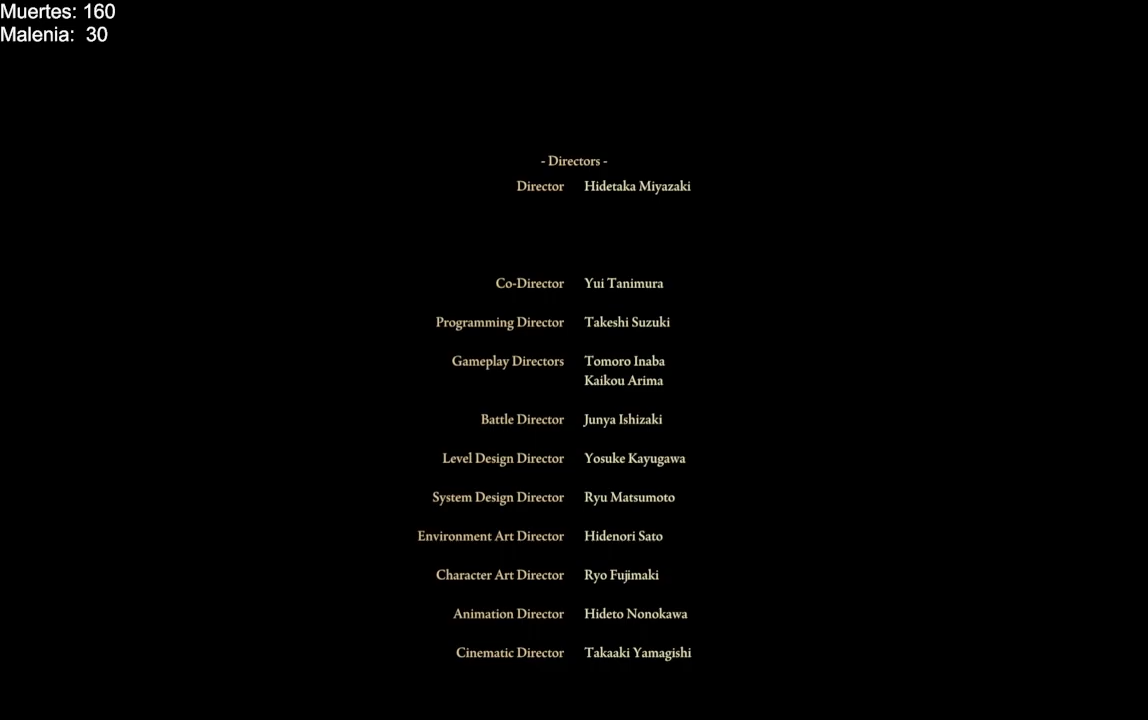 Muertes: 160
Malenia: 30
- Directors -
Director Hidetaka Miyazaki
Co-Director Yui Tanimura
Programming Director Takeshi Suzuki
Gameplay Directors Tomoro Inaba
Kaikou Arima
Battle Director Junya Ishizaki
Level Design Director Yosuke Kayugawa
System Design Director Ryu Matsumoto
Environment Art Director Hidenori Sato
Character Art Director Ryo Fujimaki
Animation Director Hideto Nonokawa
Cinematic Director Takaaki Yamagishi